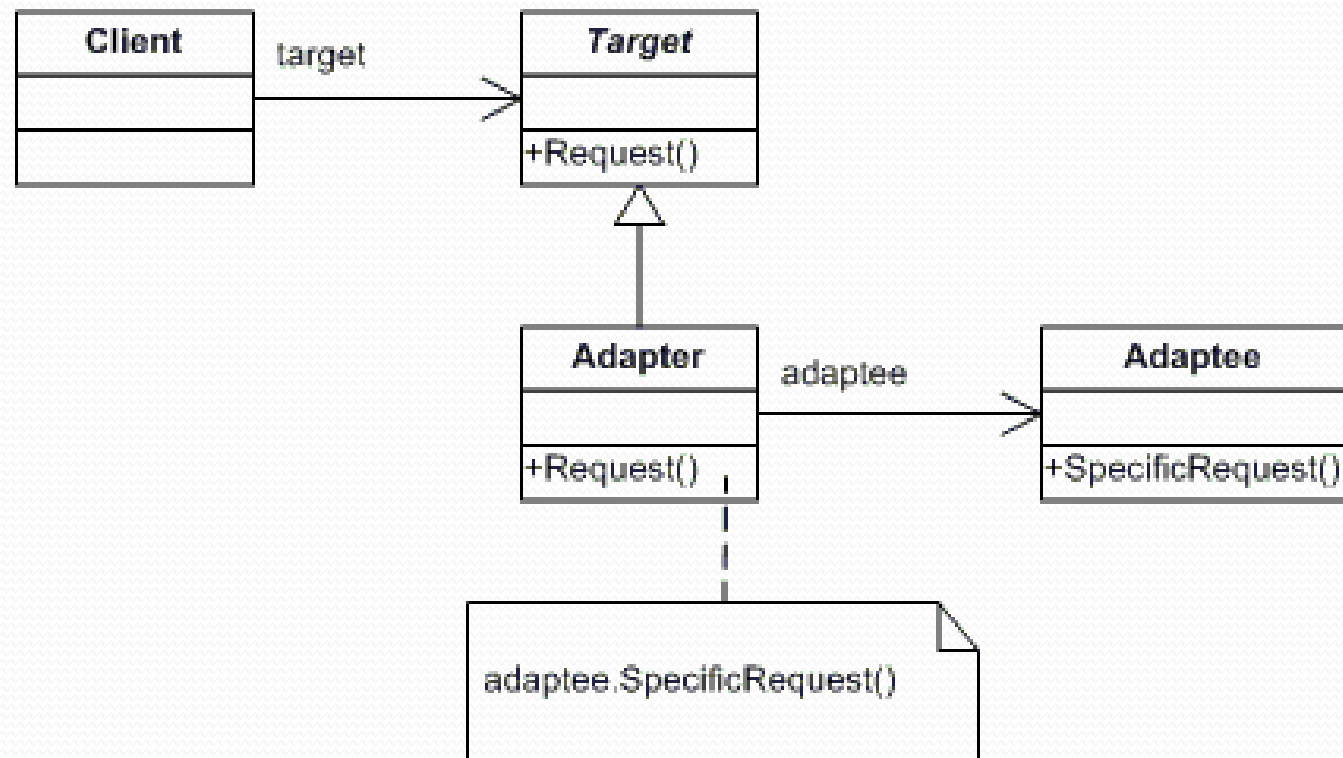 Client
target
Target
+Request()
Adapter
adaptee
Adaptee
+Request()
+SpecificRequest()
adaptee.SpecificRequest()